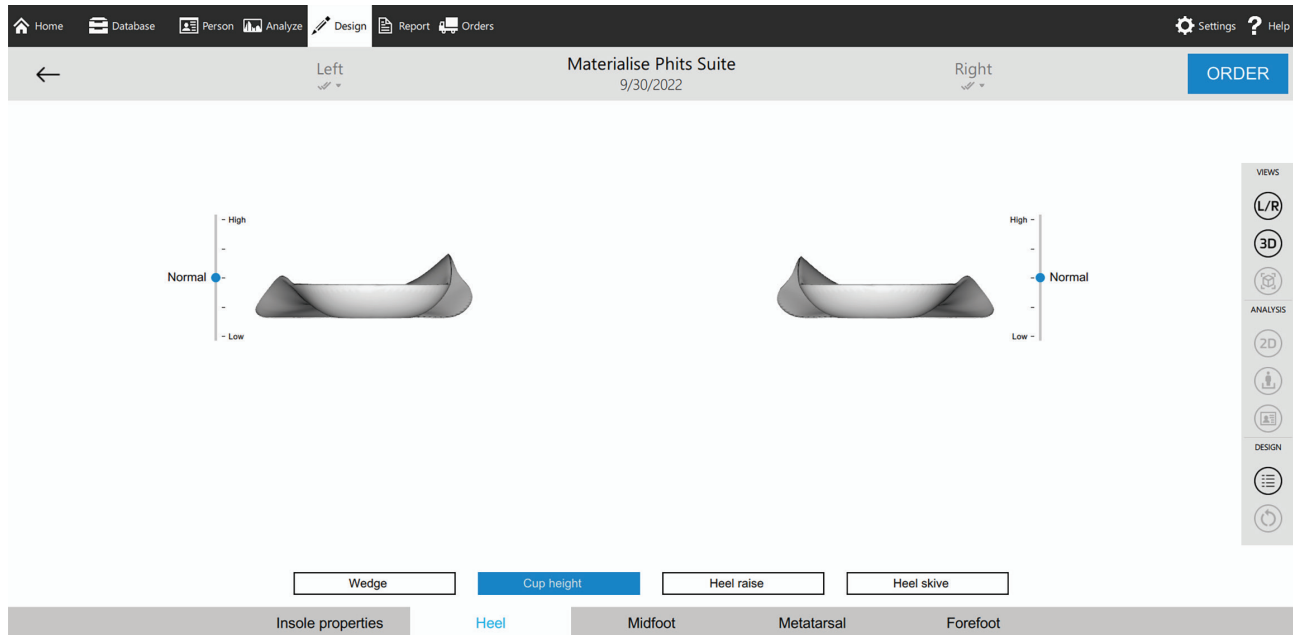 Home Database Person Analyze Design Report Orders Settings ? Help
Left Materialise Phits Suite Right ORDER
9/30/2022
VIEWS
L/R
3D
- High High -
Normal Normal
- Low Low -
ANALYSIS
2D
DESIGN
Wedge Cup height Heel raise Heel skive
Insole properties Heel Midfoot Metatarsal Forefoot